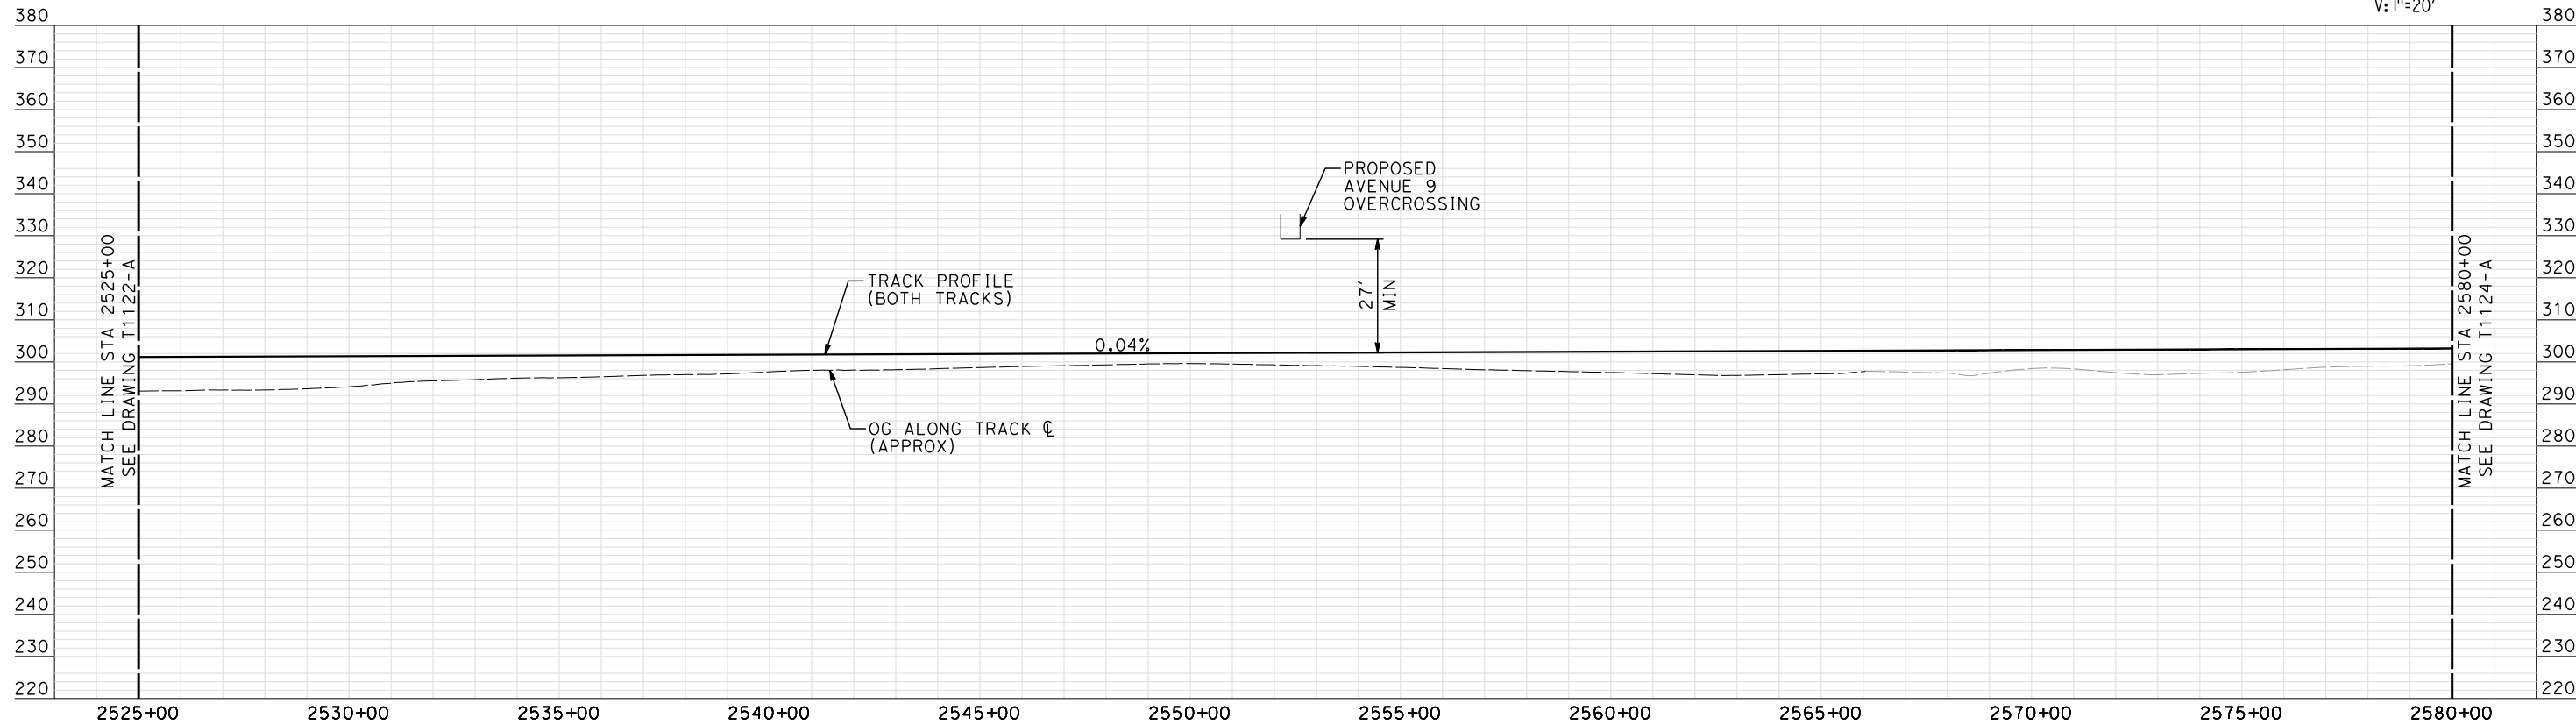 V: 1"=20'
380
370
360
350
340
330
320
310
300
290
280
270
260
250
240
230
220
MATCH LINE STA 2525+00
SEE DRAWING T1122-A
TRACK PROFILE
(BOTH TRACKS)
0.04%
OG ALONG TRACK ℄
(APPROX)
PROPOSED
AVENUE 9
OVERCROSSING
27'
MIN
MATCH LINE STA 2580+00
SEE DRAWING T1124-A
380
370
360
350
340
330
320
310
300
290
280
270
260
250
240
230
220
2525+00 2530+00 2535+00 2540+00 2545+00 2550+00 2555+00 2560+00 2565+00 2570+00 2575+00 2580+00